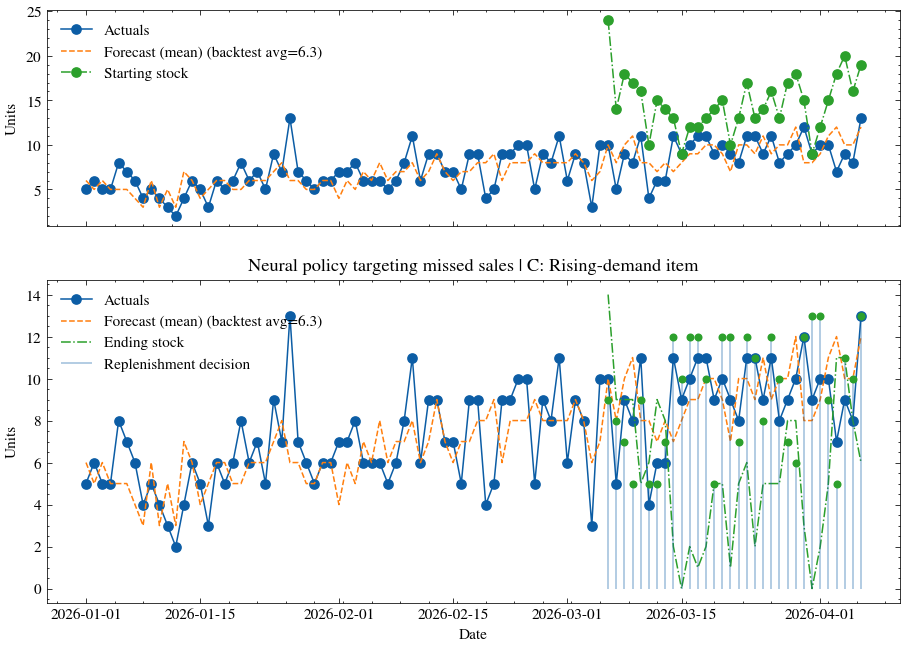 25
20
15
10
5
Units
Actuals
Forecast (mean) (backtest avg=6.3)
Starting stock
Neural policy targeting missed sales | C: Rising-demand item
14
12
10
8
6
4
2
0
Units
Actuals
Forecast (mean) (backtest avg=6.3)
Ending stock
Replenishment decision
2026-01-01
2026-01-15
2026-02-01
2026-02-15
2026-03-01
2026-03-15
2026-04-01
Date